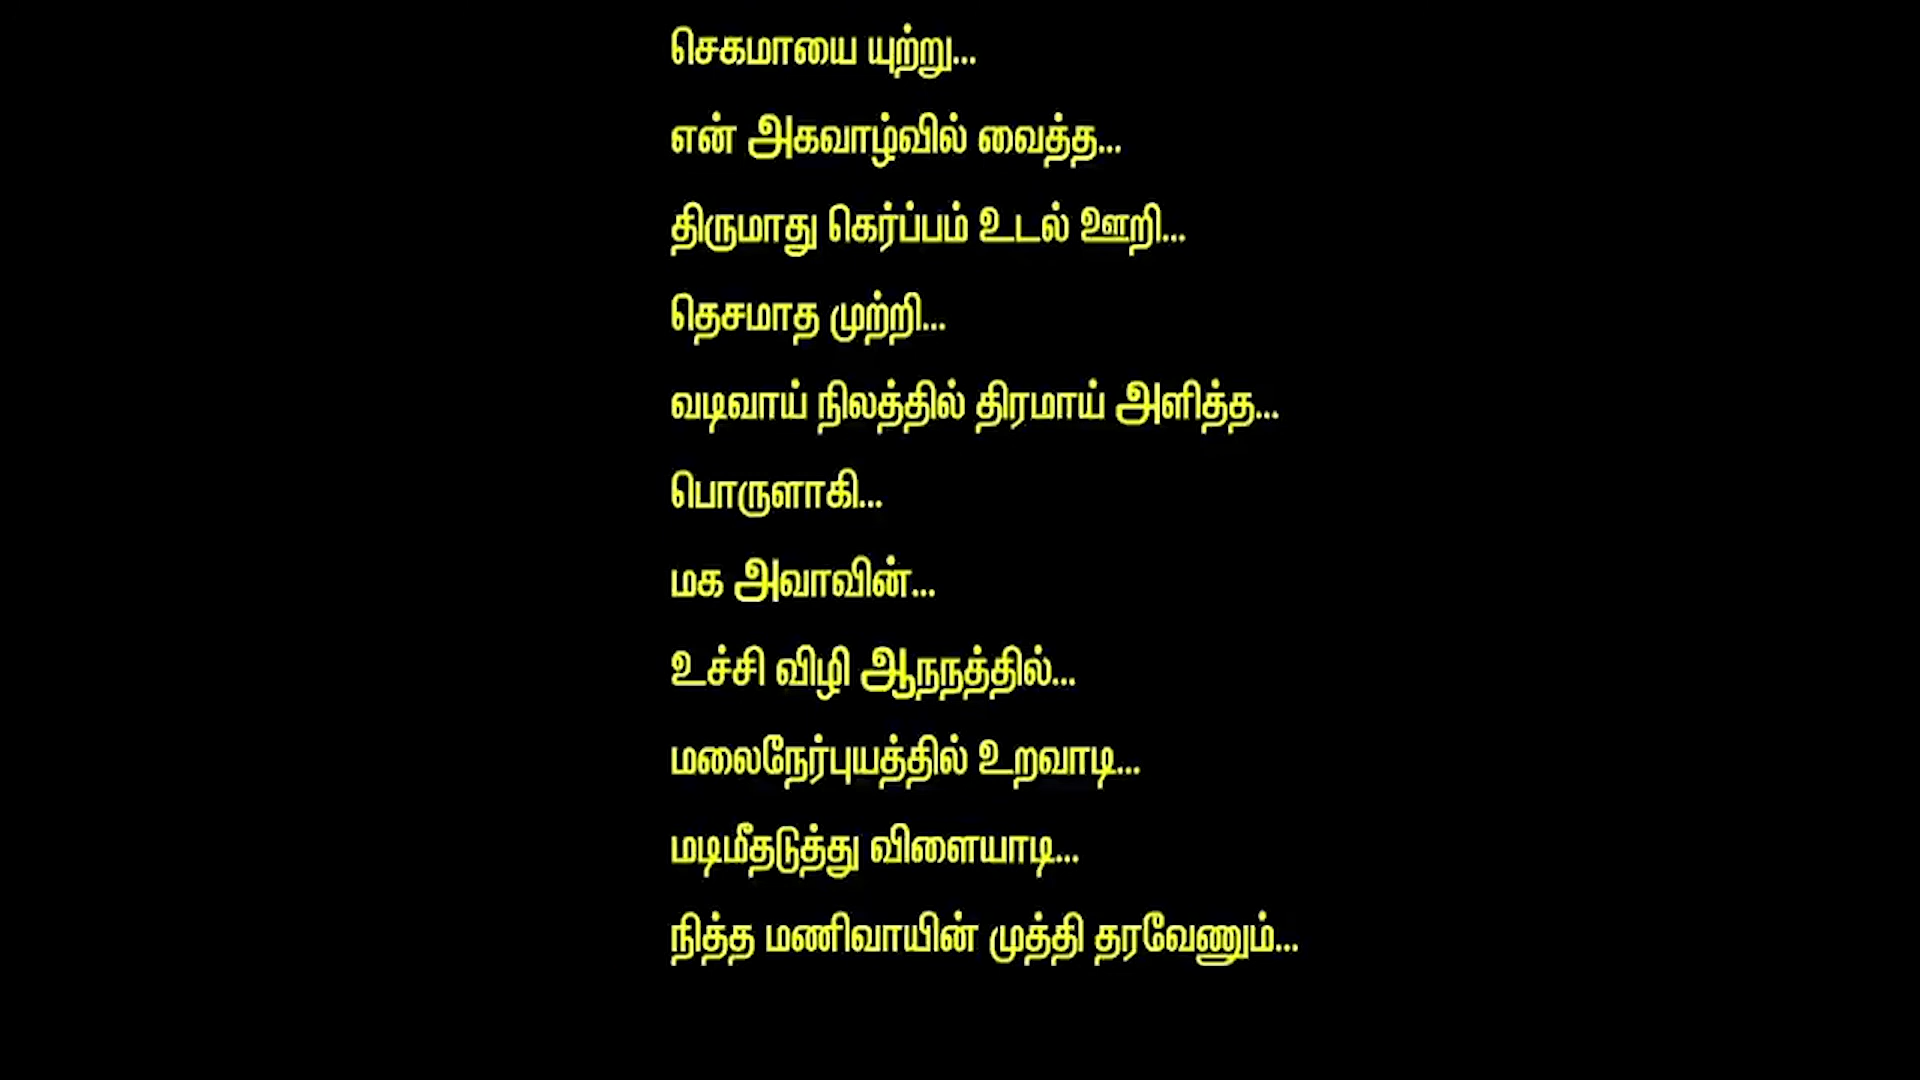 செகமாயை யுற்று...
என் அகவாழ்வில் வைத்த...
திருமாது கெர்ப்பம் உடல் ஊறி...
தெசமாத முற்றி...
வடிவாய் நிலத்தில் திரமாய் அளித்த...
பொருளாகி...
மக அவாவின்...
உச்சி விழி ஆநநத்தில்...
மலைநேர்புயத்தில் உறவாடி...
மடிமீதடுத்து விளையாடி...
நித்த மணிவாயின் முத்தி தரவேணும்...